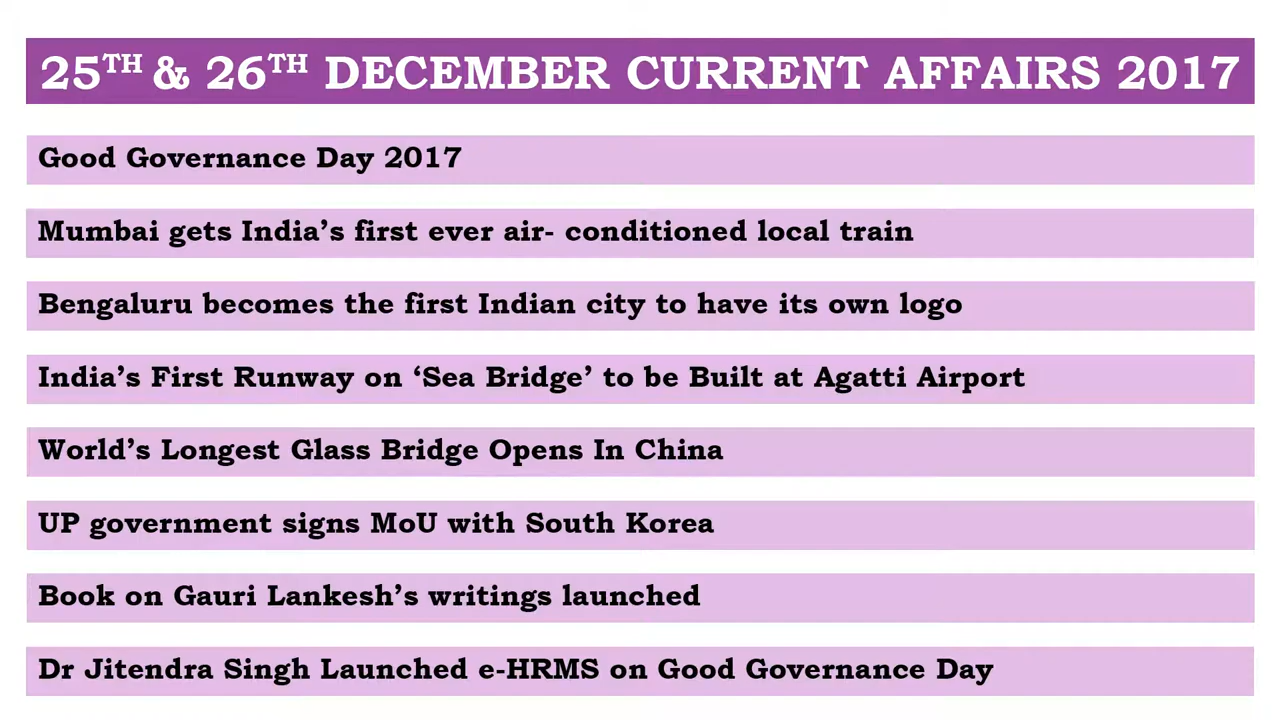 25TH & 26TH DECEMBER CURRENT AFFAIRS 2017
Good Governance Day 2017
Mumbai gets India’s first ever air- conditioned local train
Bengaluru becomes the first Indian city to have its own logo
India’s First Runway on ‘Sea Bridge’ to be Built at Agatti Airport
World’s Longest Glass Bridge Opens In China
UP government signs MoU with South Korea
Book on Gauri Lankesh’s writings launched
Dr Jitendra Singh Launched e-HRMS on Good Governance Day